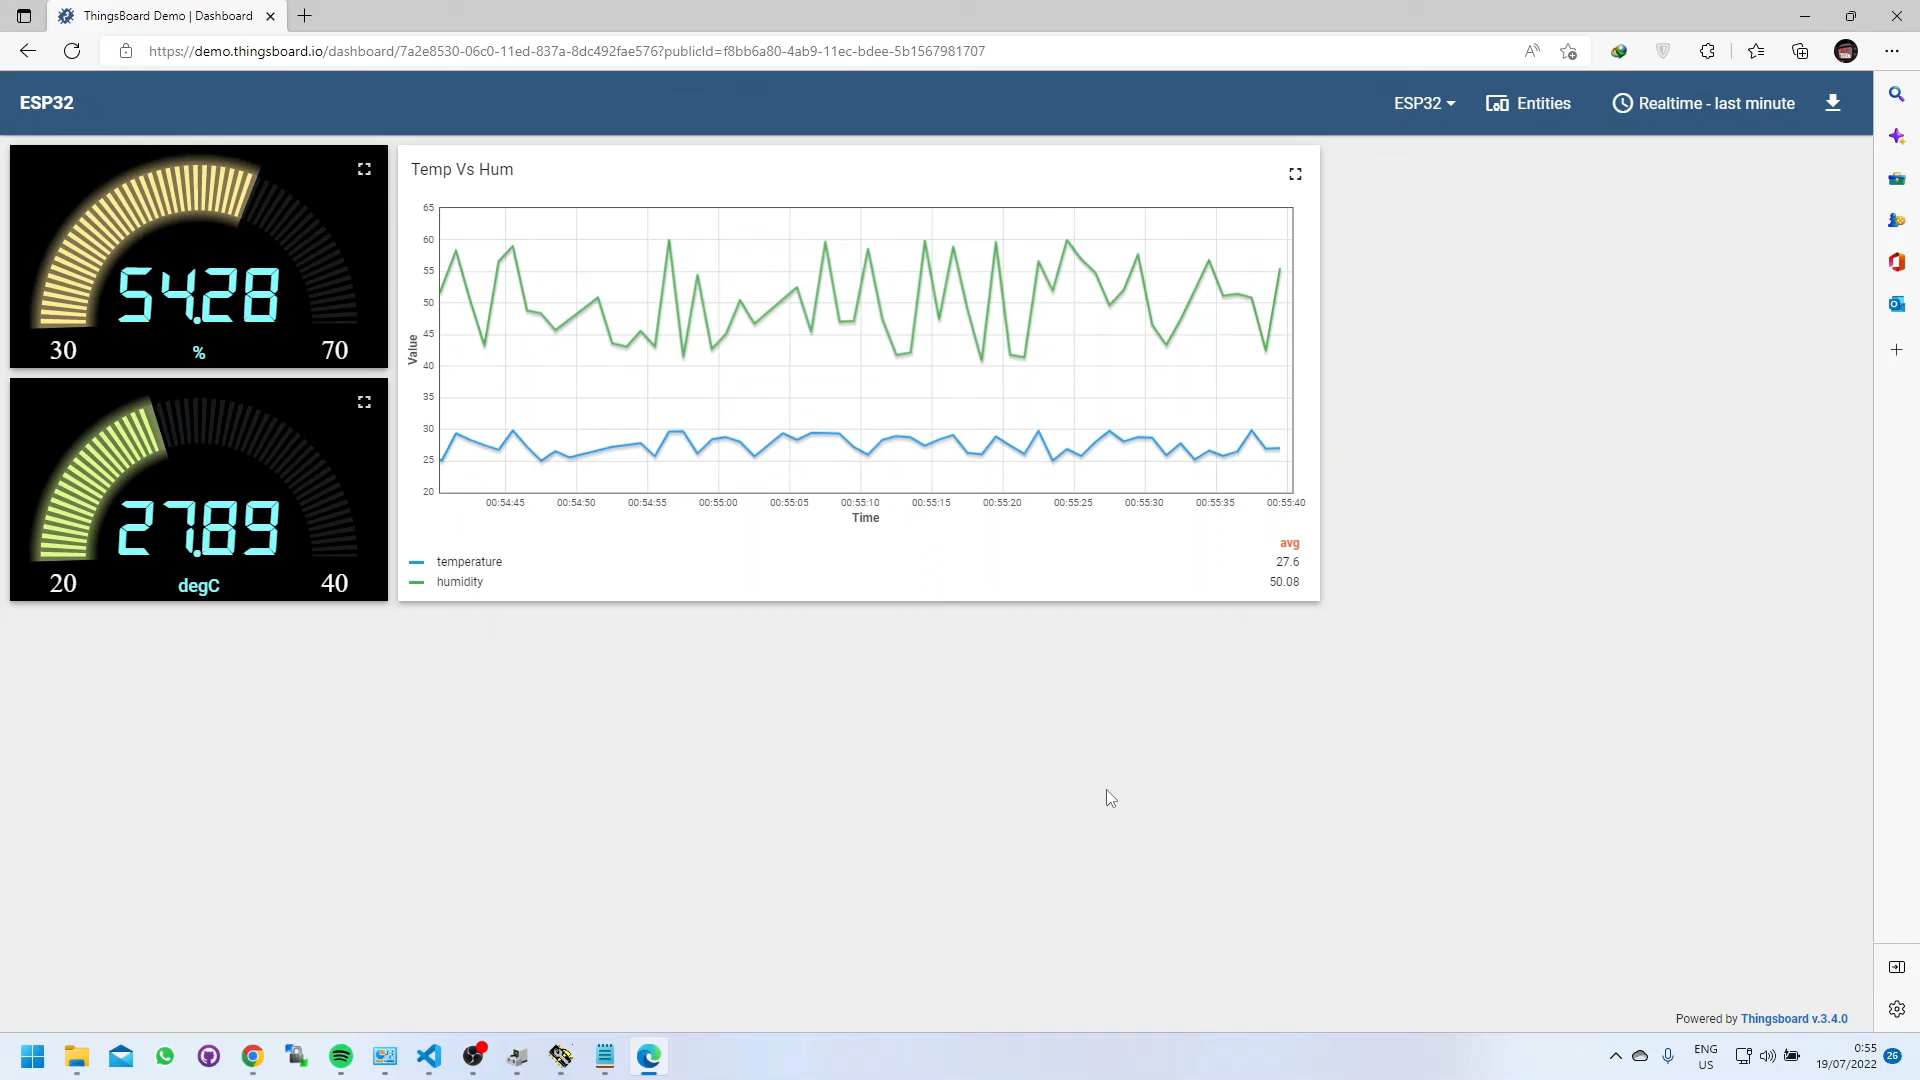 ThingsBoard Demo | Dashboard
https://demo.thingsboard.io/dashboard/7a2e8530-06c0-11ed-837a-8dc492fae576?publicId=f8bb6a80-4ab9-11ec-bdee-5b1567981707
ESP32
ESP32
Entities
Realtime - last minute
54.28
30
%
70
27.89
20
degC
40
Temp Vs Hum
65
60
55
50
45
40
35
30
25
20
Value
00:54:45 00:54:50 00:54:55 00:55:00 00:55:05 00:55:10 00:55:15 00:55:20 00:55:25 00:55:30 00:55:35 00:55:40
Time
avg
temperature 27.6
humidity 50.08
Powered by Thingsboard v.3.4.0
ENG
US
0:55
19/07/2022
26